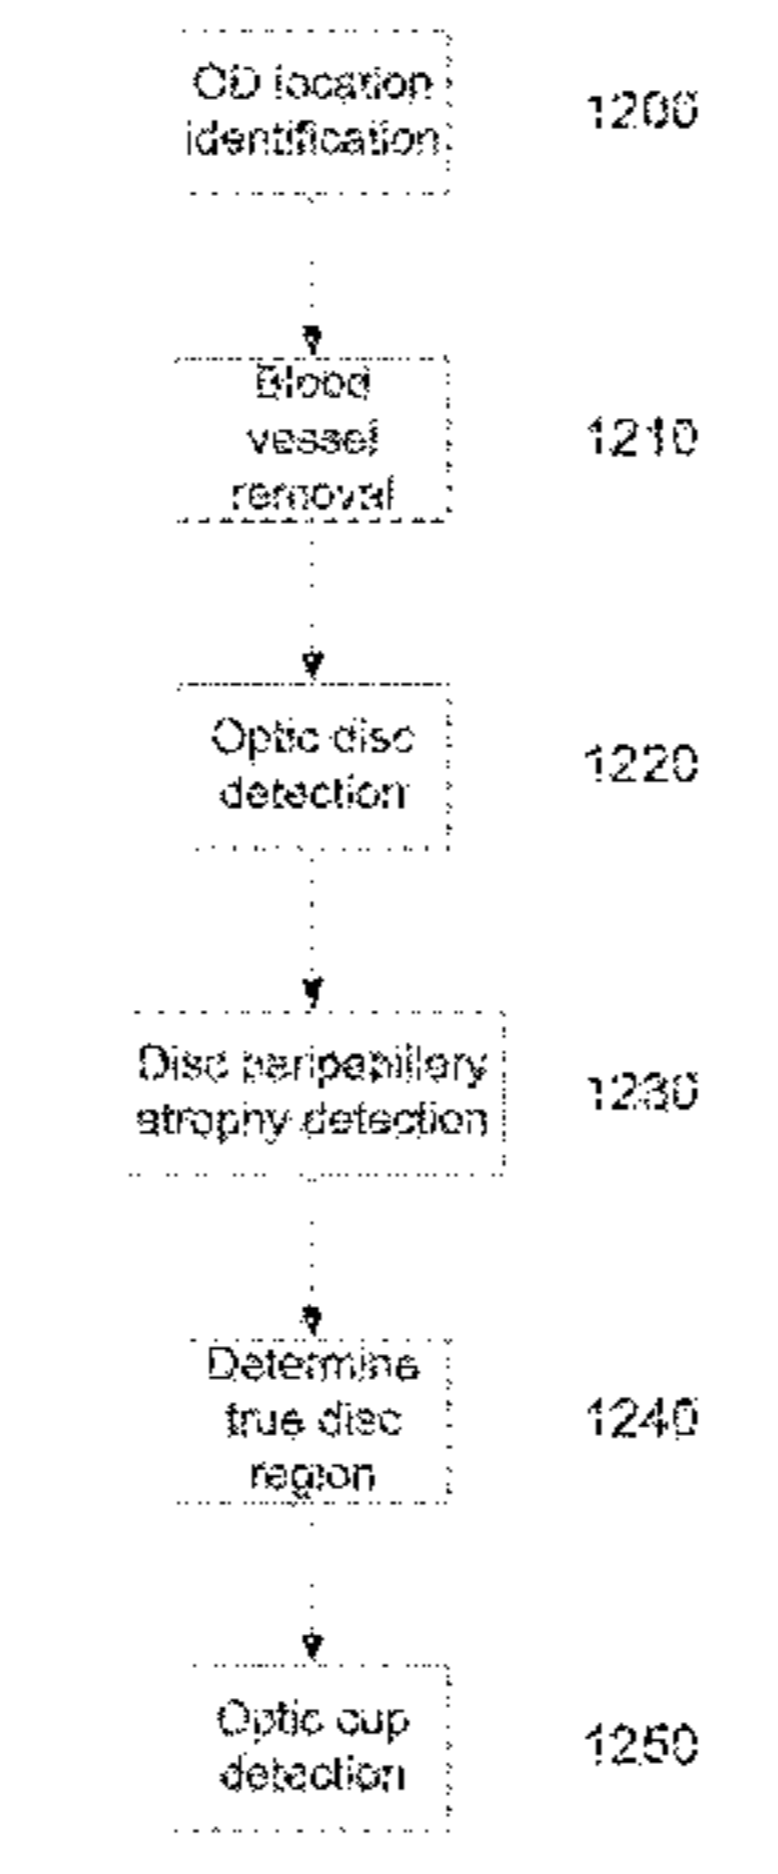 OD location
identification
1200
Blood
vessel
removal
1210
Optic disc
detection
1220
Disc peripapillary
atrophy detection
1230
Determine
true disc
region
1240
Optic cup
detection
1250